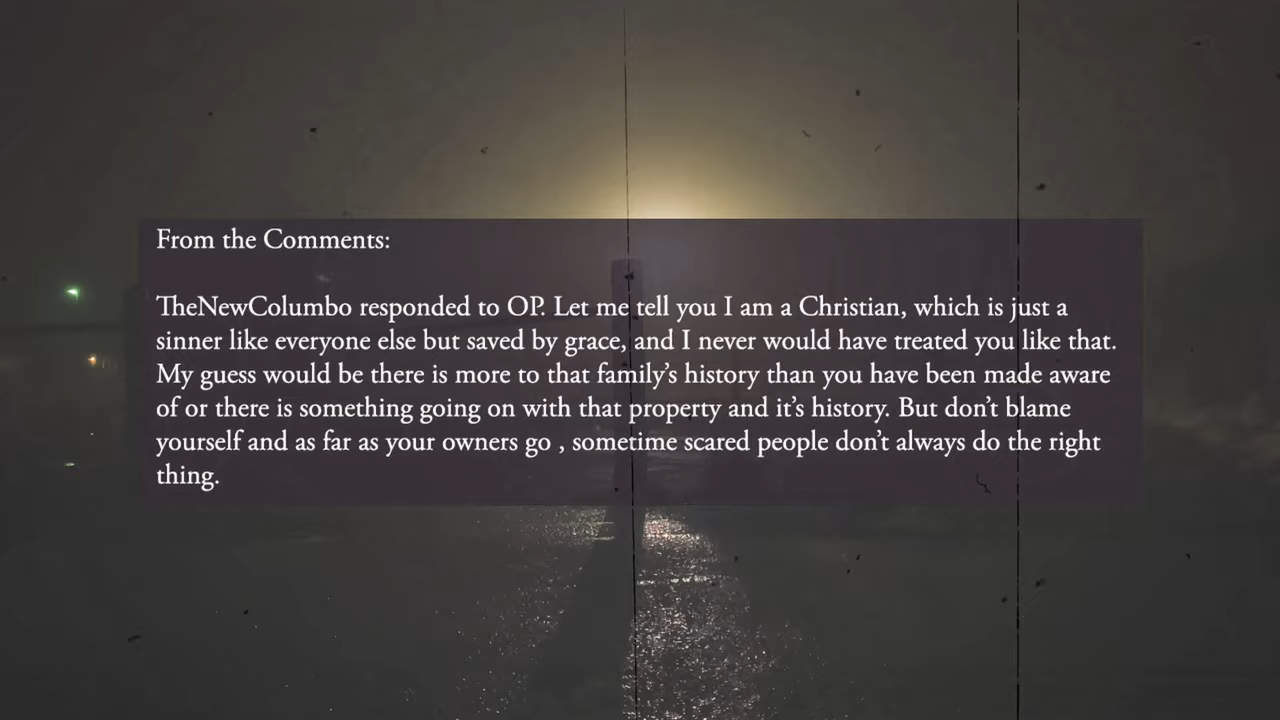 From the Comments:
TheNewColumbo responded to OP. Let me tell you I am a Christian, which is just a
sinner like everyone else but saved by grace, and I never would have treated you like that.
My guess would be there is more to that family's history than you have been made aware
of or there is something going on with that property and it's history. But don't blame
yourself and as far as your owners go , sometime scared people don't always do the right
thing.